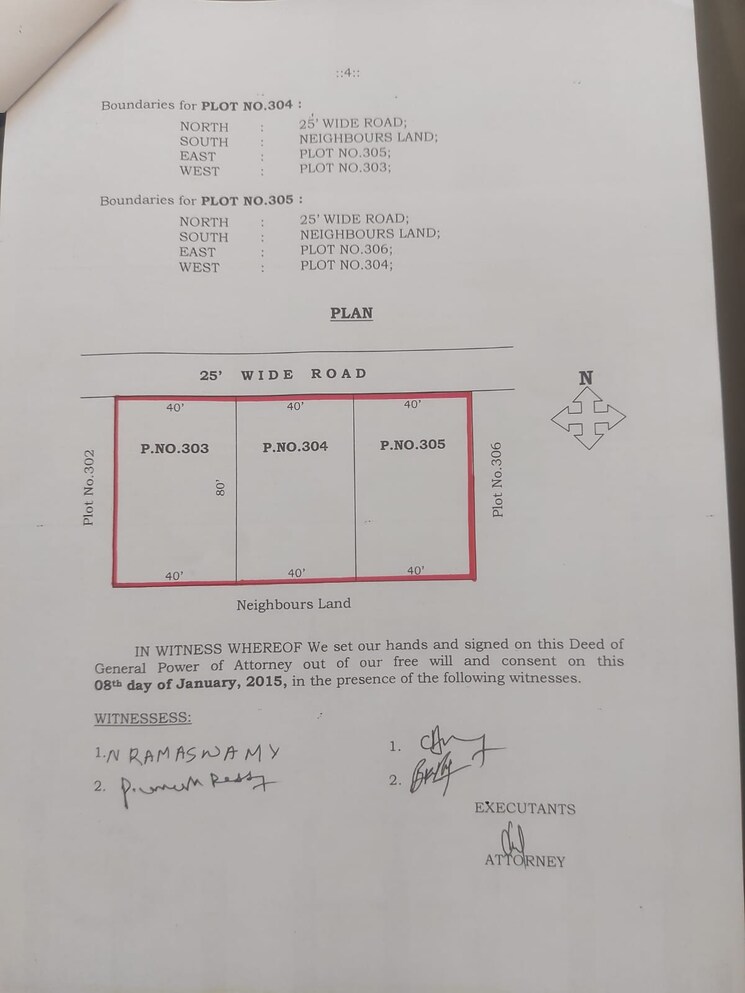 ::4::
Boundaries for PLOT NO.304 :
NORTH : 25' WIDE ROAD;
SOUTH : NEIGHBOURS LAND;
EAST : PLOT NO.305;
WEST : PLOT NO.303;
Boundaries for PLOT NO.305 :
NORTH : 25' WIDE ROAD;
SOUTH : NEIGHBOURS LAND;
EAST : PLOT NO.306;
WEST : PLOT NO.304;
PLAN
25' WIDE ROAD
N
40' 40' 40'
P.NO.303 P.NO.304 P.NO.305
Plot No.302
80'
Plot No.306
40' 40' 40'
Neighbours Land
IN WITNESS WHEREOF We set our hands and signed on this Deed of
General Power of Attorney out of our free will and consent on this
08th day of January, 2015, in the presence of the following witnesses.
WITNESSESS:
1. N RAMASWAMY
2.
1.
2.
EXECUTANTS
ATTORNEY